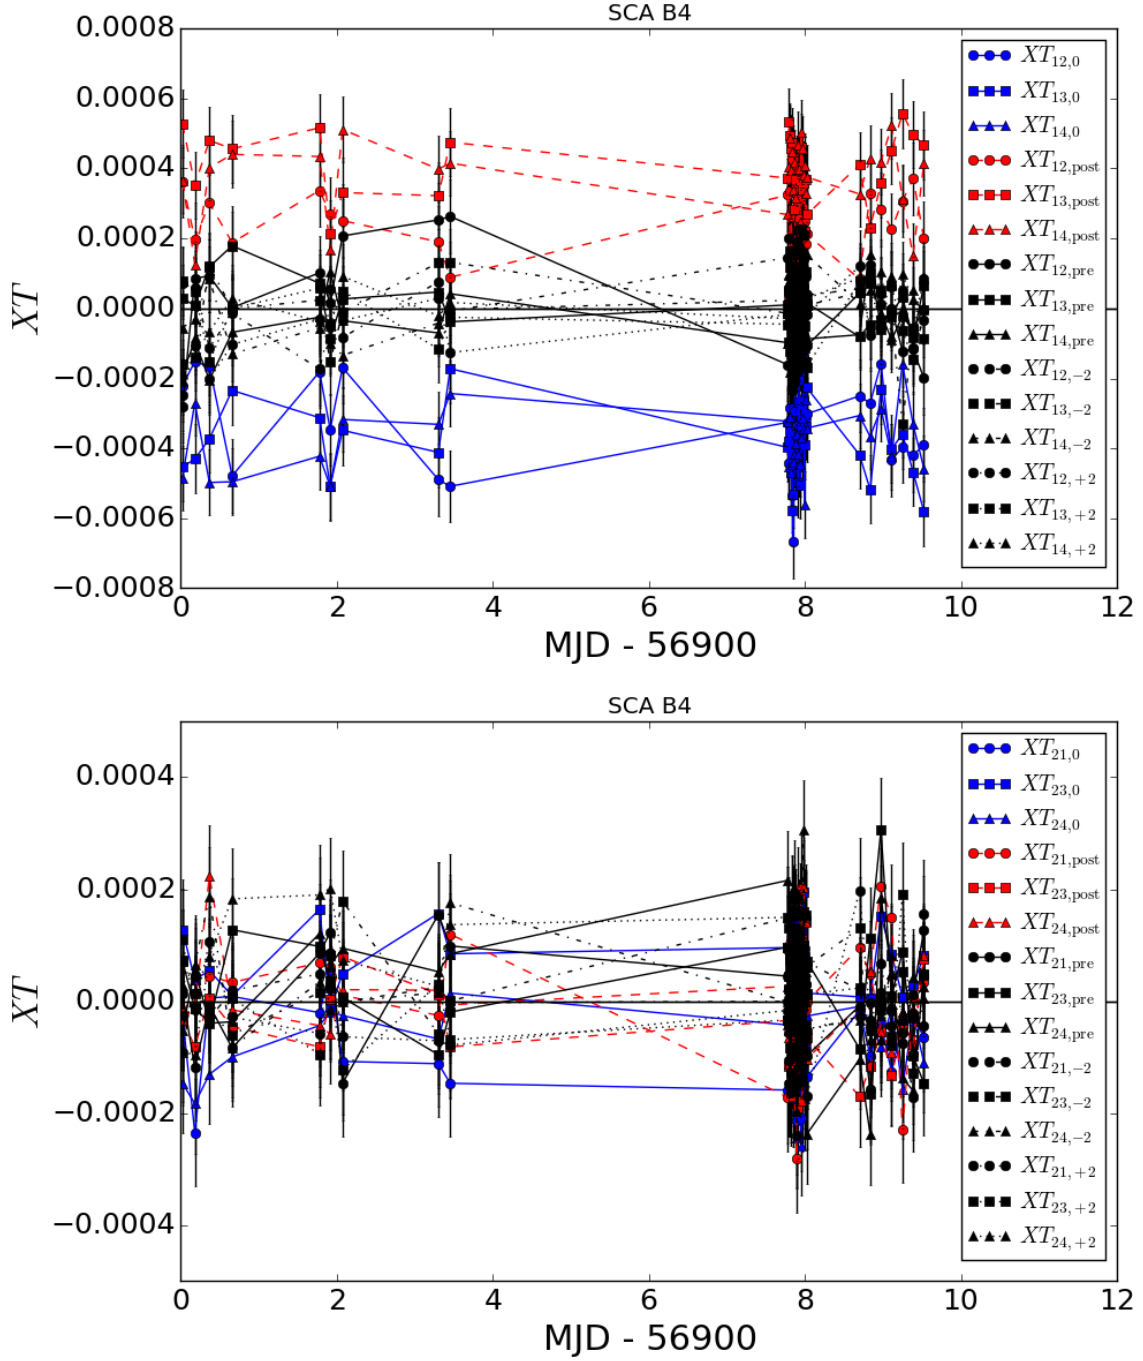 SCA B4
0.0008
0.0006
0.0004
0.0002
0.0000
−0.0002
−0.0004
−0.0006
−0.0008
XT
0 2 4 6 8 10 12
MJD - 56900
XT12,0
XT13,0
XT14,0
XT12,post
XT13,post
XT14,post
XT12,pre
XT13,pre
XT14,pre
XT12,−2
XT13,−2
XT14,−2
XT12,+2
XT13,+2
XT14,+2
SCA B4
0.0004
0.0002
0.0000
−0.0002
−0.0004
XT
0 2 4 6 8 10 12
MJD - 56900
XT21,0
XT23,0
XT24,0
XT21,post
XT23,post
XT24,post
XT21,pre
XT23,pre
XT24,pre
XT21,−2
XT23,−2
XT24,−2
XT21,+2
XT23,+2
XT24,+2